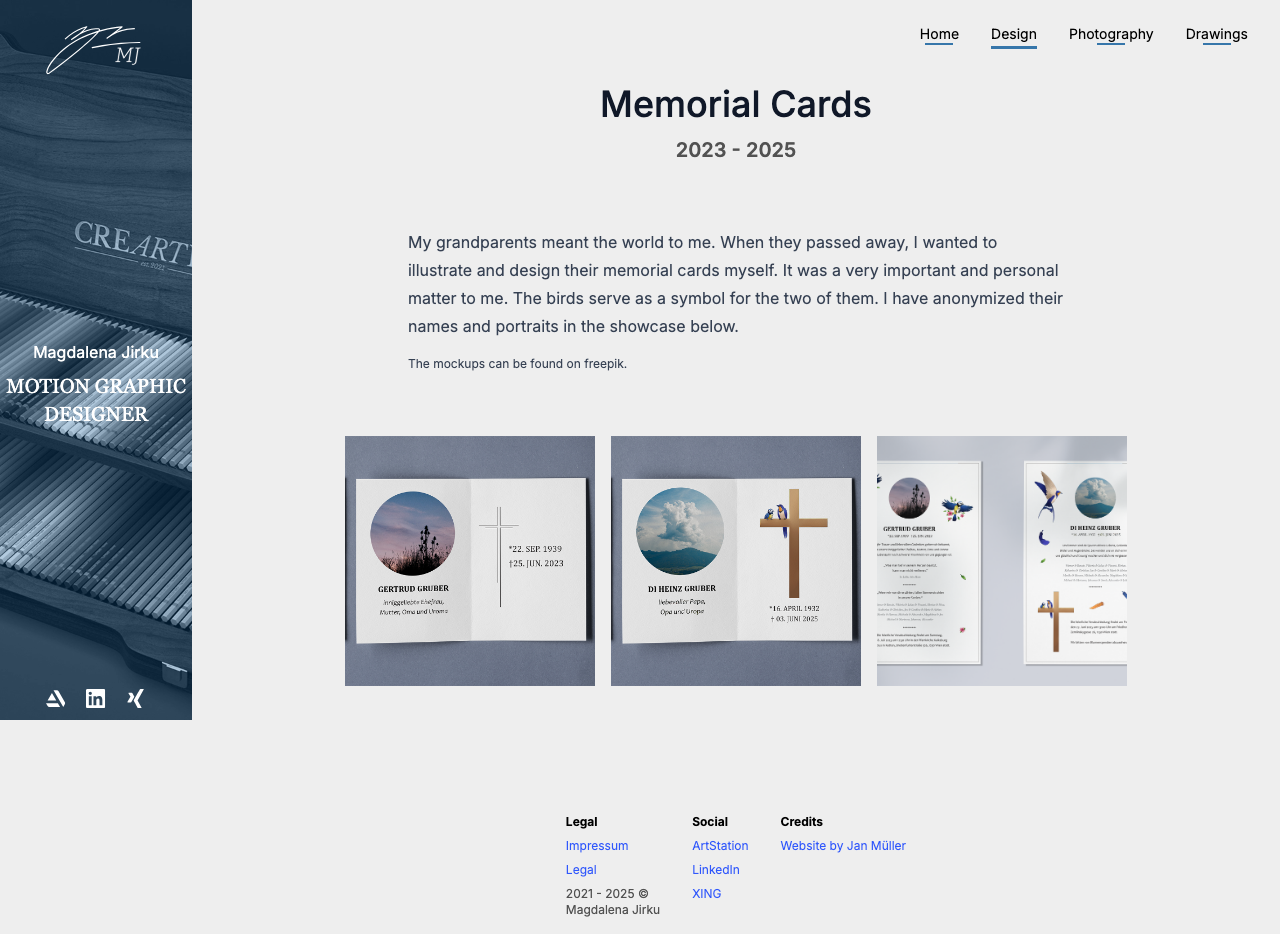 MJ
CREARTI
est. 2021
Magdalena Jirku
MOTION GRAPHIC
DESIGNER
Home
Design
Photography
Drawings
Memorial Cards
2023 - 2025
My grandparents meant the world to me. When they passed away, I wanted to
illustrate and design their memorial cards myself. It was a very important and personal
matter to me. The birds serve as a symbol for the two of them. I have anonymized their
names and portraits in the showcase below.
The mockups can be found on freepik.
GERTRUD GRUBER
inniggeliebte Ehefrau,
Mutter, Oma und Uroma
*22. SEP. 1939
†25. JUN. 2023
DI HEINZ GRUBER
liebevoller Papa,
Opa und Uropa
*16. APRIL 1932
† 03. JUNI 2025
GERTRUD GRUBER
DI HEINZ GRUBER
Legal
Impressum
Legal
2021 - 2025 ©
Magdalena Jirku
Social
ArtStation
LinkedIn
XING
Credits
Website by Jan Müller